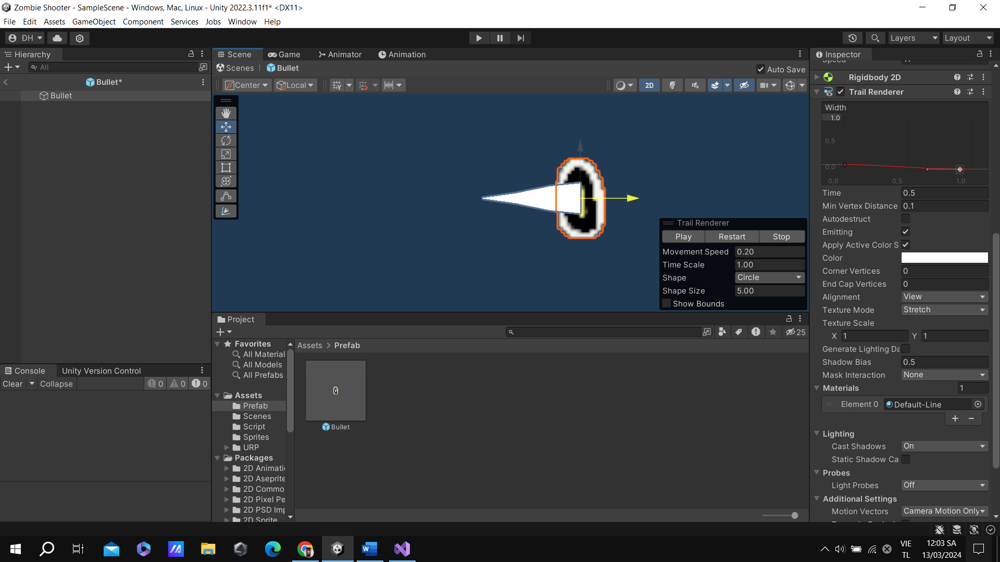 Zombie Shooter - SampleScene - Windows, Mac, Linux - Unity 2022.3.11f1* <DX11>
File Edit Assets GameObject Component Services Jobs Window Help
ĐH Layers Layout
Hierarchy
All
Bullet*
Bullet
Scene Game Animator Animation
Scenes Bullet Auto Save
Center Local 2D
Trail Renderer
Play Restart Stop
Movement Speed 0.20
Time Scale 1.00
Shape Circle
Shape Size 5.00
Show Bounds
Project
25
Favorites
All Material
All Models
All Prefabs
Assets
Prefab
Scenes
Script
Sprites
URP
Packages
2D Animati
2D Aseprite
2D Commo
2D Pixel Pe
2D PSD Imp
2D Sprite
Assets > Prefab
Bullet
Console Unity Version Control
Clear Collapse 0 0 0
Inspector
Speed
Rigidbody 2D
Trail Renderer
Width
1.0
0,5
0,0
0,0 0,5 1,0
Time 0.5
Min Vertex Distance 0.1
Autodestruct
Emitting
Apply Active Color S
Color
Corner Vertices 0
End Cap Vertices 0
Alignment View
Texture Mode Stretch
Texture Scale
X 1 Y 1
Generate Lighting Da
Shadow Bias 0.5
Mask Interaction None
Materials 1
Element 0 Default-Line
Lighting
Cast Shadows On
Static Shadow Ca
Probes
Light Probes Off
Additional Settings
Motion Vectors Camera Motion Only
VIE
TL
12:03 SA
13/03/2024